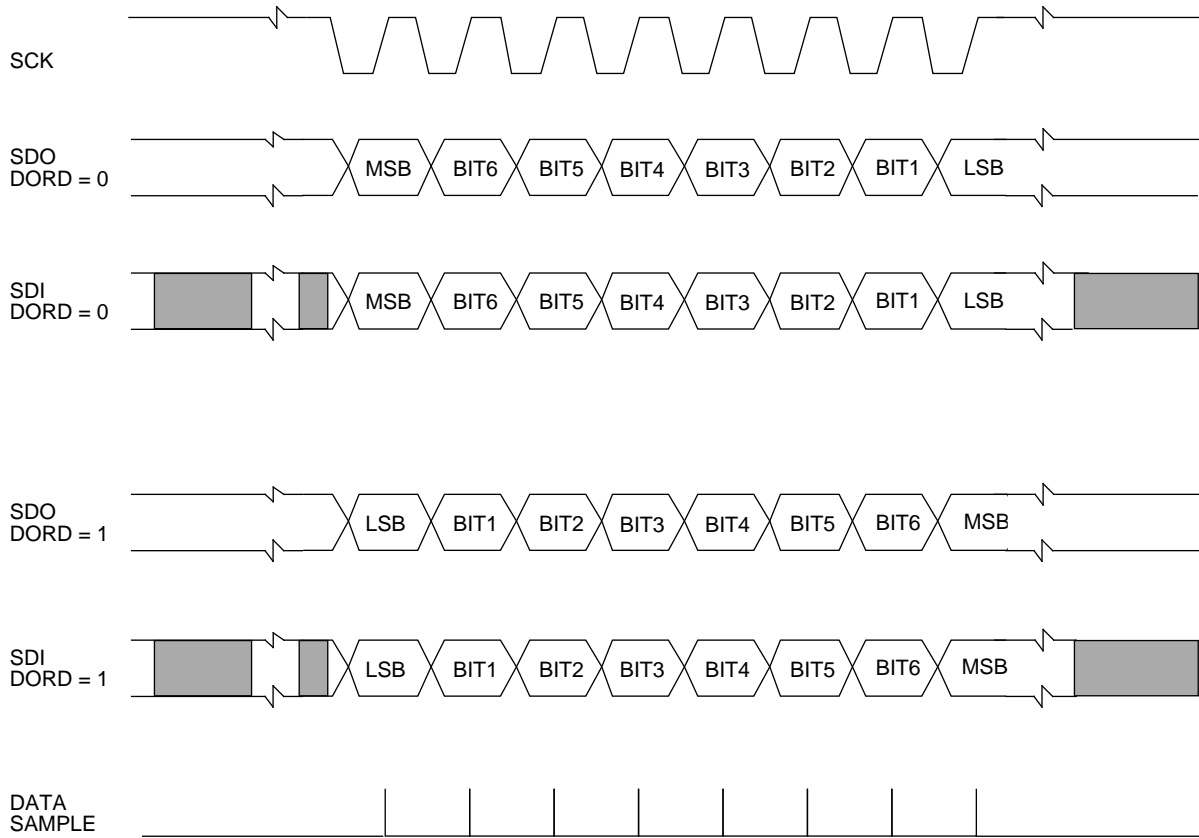 SCK
SDO
DORD = 0
MSB BIT6 BIT5 BIT4 BIT3 BIT2 BIT1 LSB
SDI
DORD = 0
MSB BIT6 BIT5 BIT4 BIT3 BIT2 BIT1 LSB
SDO
DORD = 1
LSB BIT1 BIT2 BIT3 BIT4 BIT5 BIT6 MSB
SDI
DORD = 1
LSB BIT1 BIT2 BIT3 BIT4 BIT5 BIT6 MSB
DATA
SAMPLE